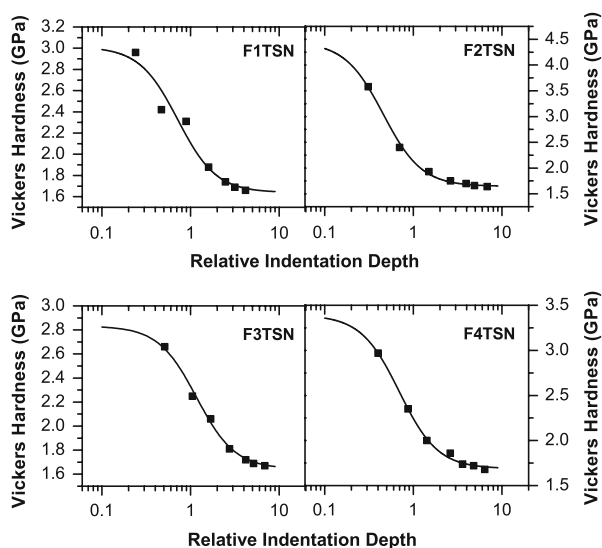 3.0
2.8
2.6
2.4
2.2
2.0
1.8
1.6
Vickers Hardness (GPa)
F1TSN
0.1 1 10
F2TSN
4.5
4.0
3.5
3.0
2.5
2.0
1.5
Vickers Hardness (GPa)
0.1 1 10
Relative Indentation Depth
3.0
2.8
2.6
2.4
2.2
2.0
1.8
1.6
Vickers Hardness (GPa)
F3TSN
0.1 1 10
F4TSN
3.5
3.0
2.5
2.0
1.5
Vickers Hardness (GPa)
0.1 1 10
Relative Indentation Depth